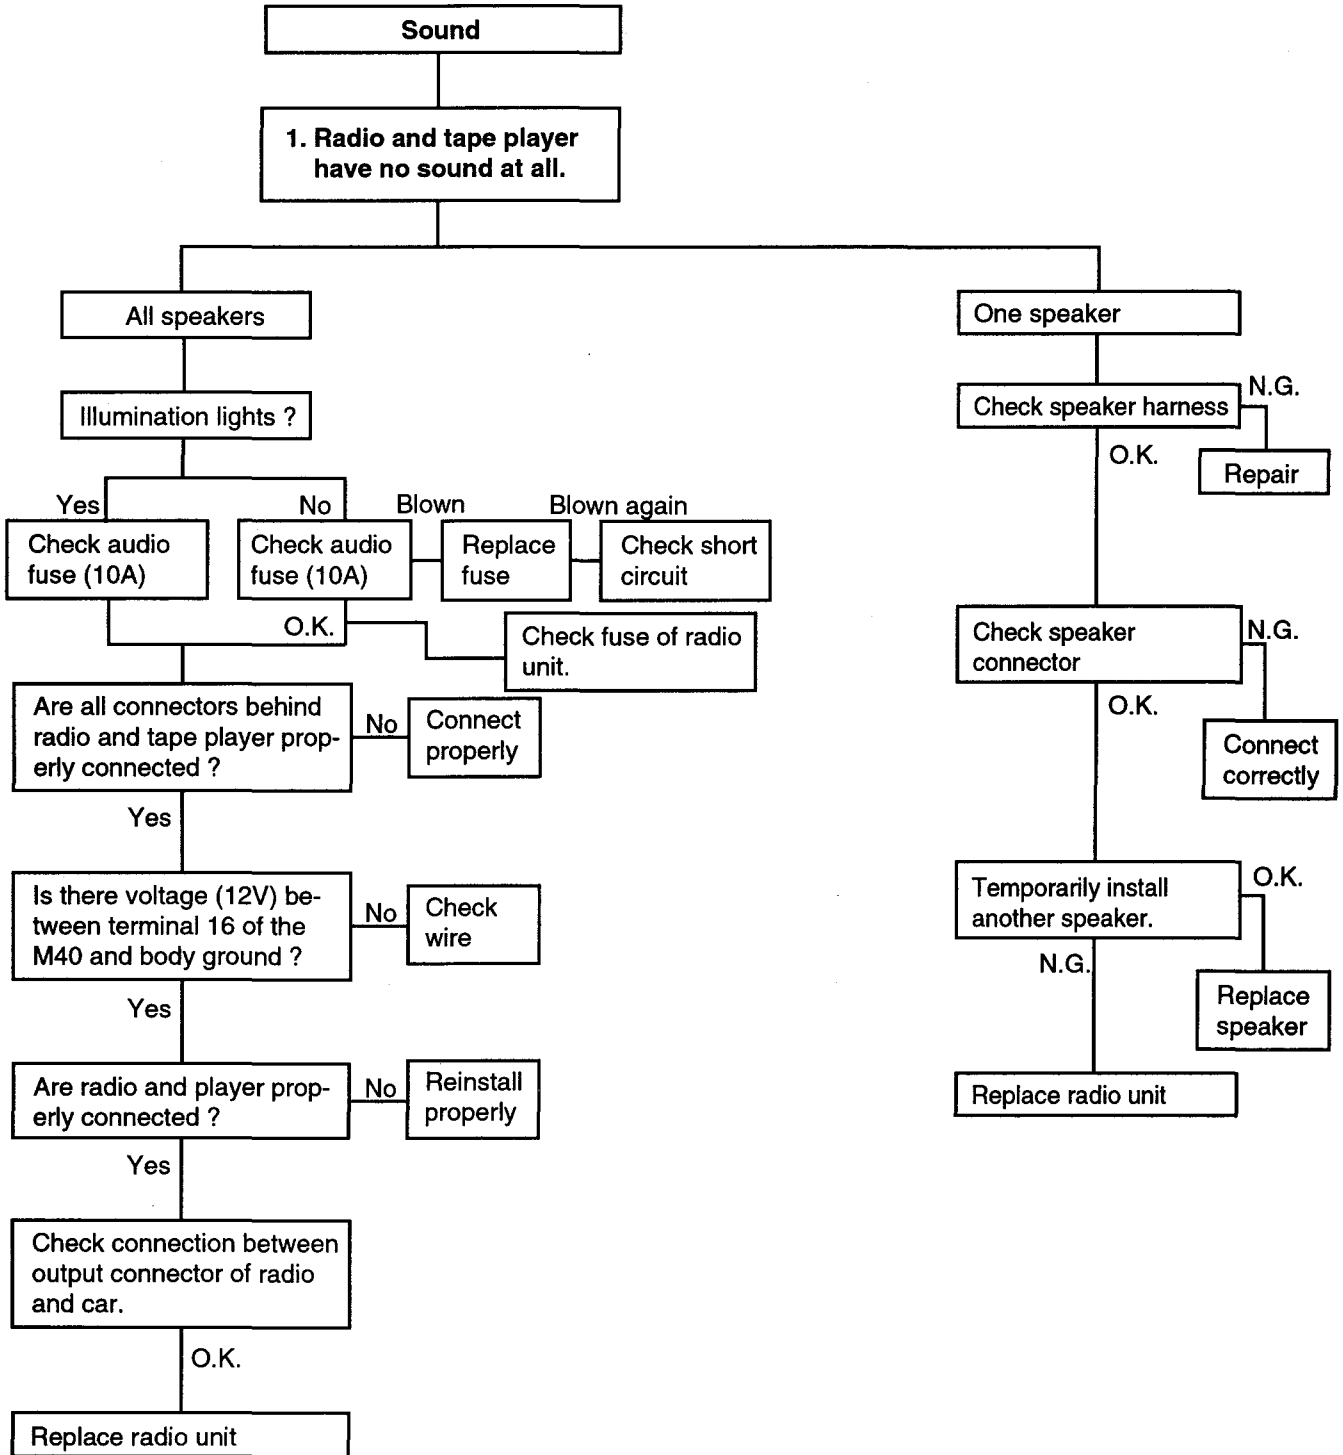 Sound
1. Radio and tape player
have no sound at all.
All speakers
Illumination lights ?
Yes
No
Blown
Blown again
Check audio
fuse (10A)
Check audio
fuse (10A)
Replace
fuse
Check short
circuit
O.K.
Check fuse of radio
unit.
Are all connectors behind
radio and tape player prop-
erly connected ?
No
Connect
properly
Yes
Is there voltage (12V) be-
tween terminal 16 of the
M40 and body ground ?
No
Check
wire
Yes
Are radio and player prop-
erly connected ?
No
Reinstall
properly
Yes
Check connection between
output connector of radio
and car.
O.K.
Replace radio unit
One speaker
Check speaker harness
N.G.
Repair
O.K.
Check speaker
connector
N.G.
Connect
correctly
O.K.
Temporarily install
another speaker.
O.K.
Replace
speaker
N.G.
Replace radio unit